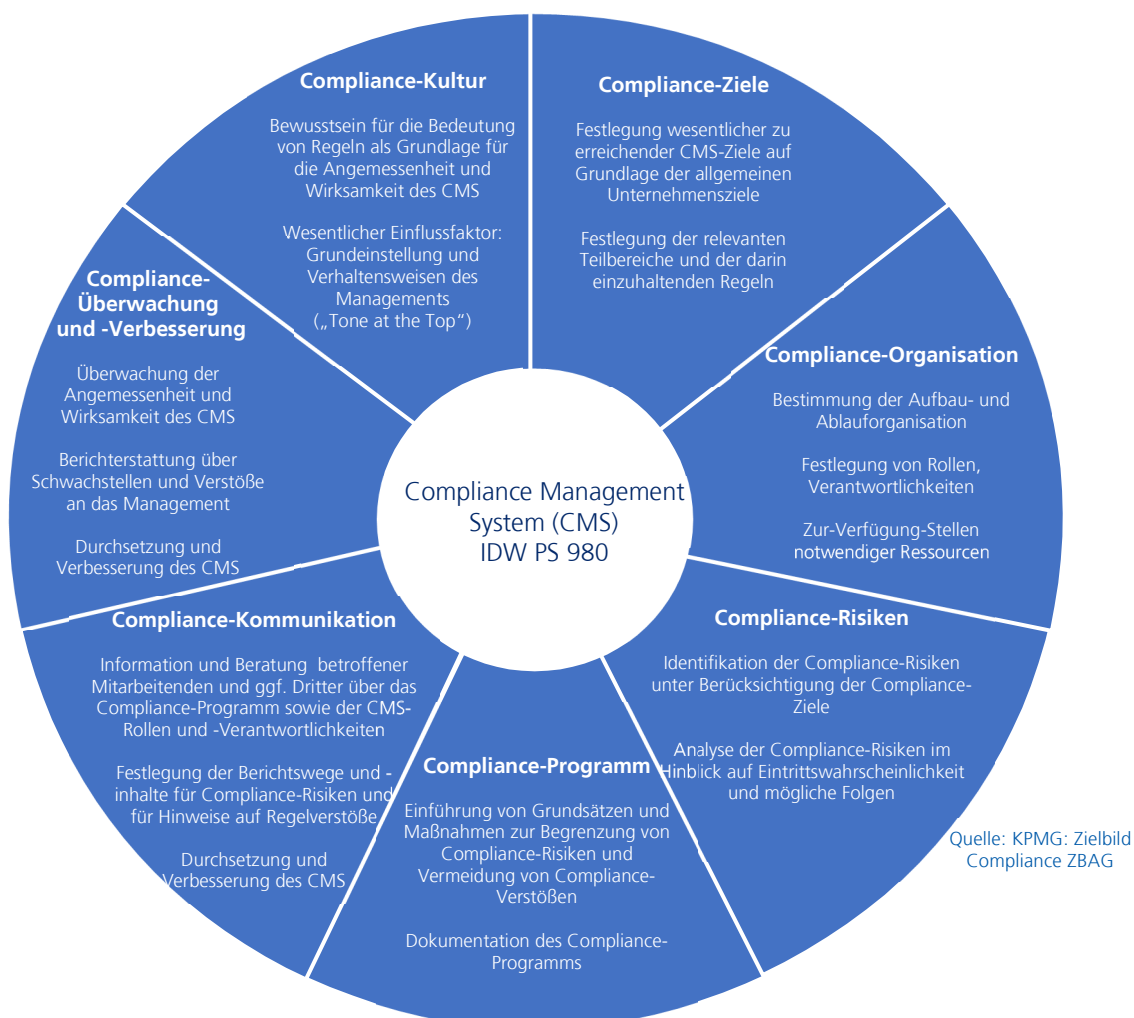 Compliance-Kultur
Bewusstsein für die Bedeutung
von Regeln als Grundlage für
die Angemessenheit und
Wirksamkeit des CMS
Wesentlicher Einflussfaktor:
Grundeinstellung und
Verhaltensweisen des
Managements
(„Tone at the Top“)
Compliance-Ziele
Festlegung wesentlicher zu
erreichender CMS-Ziele auf
Grundlage der allgemeinen
Unternehmensziele
Festlegung der relevanten
Teilbereiche und der darin
einzuhaltenden Regeln
Compliance-Organisation
Bestimmung der Aufbau- und
Ablauforganisation
Festlegung von Rollen,
Verantwortlichkeiten
Zur-Verfügung-Stellen
notwendiger Ressourcen
Compliance-Risiken
Identifikation der Compliance-Risiken
unter Berücksichtigung der Compliance-
Ziele
Analyse der Compliance-Risiken im
Hinblick auf Eintrittswahrscheinlichkeit
und mögliche Folgen
Compliance-Programm
Einführung von Grundsätzen und
Maßnahmen zur Begrenzung von
Compliance-Risiken und
Vermeidung von Compliance-
Verstößen
Dokumentation des Compliance-
Programms
Compliance-Kommunikation
Information und Beratung betroffener
Mitarbeitenden und ggf. Dritter über das
Compliance-Programm sowie der CMS-
Rollen und -Verantwortlichkeiten
Festlegung der Berichtswege und -
inhalte für Compliance-Risiken und
für Hinweise auf Regelverstöße
Durchsetzung und
Verbesserung des CMS
Compliance-
Überwachung
und -Verbesserung
Überwachung der
Angemessenheit und
Wirksamkeit des CMS
Berichterstattung über
Schwachstellen und Verstöße
an das Management
Durchsetzung und
Verbesserung des CMS
Compliance Management
System (CMS)
IDW PS 980
Quelle: KPMG: Zielbild
Compliance ZBAG